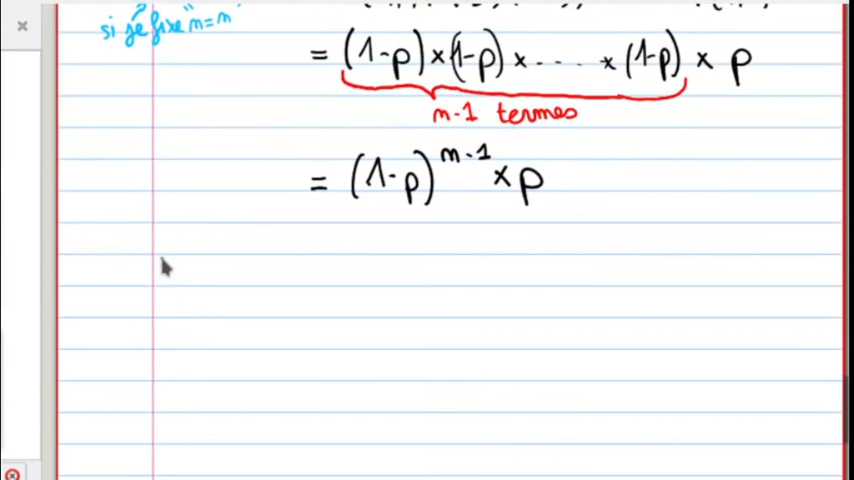 si je fixe "m=m"
= (1-p)×(1-p)×....×(1-p) × p
m-1 termes
= (1-p)^{m-1} × p